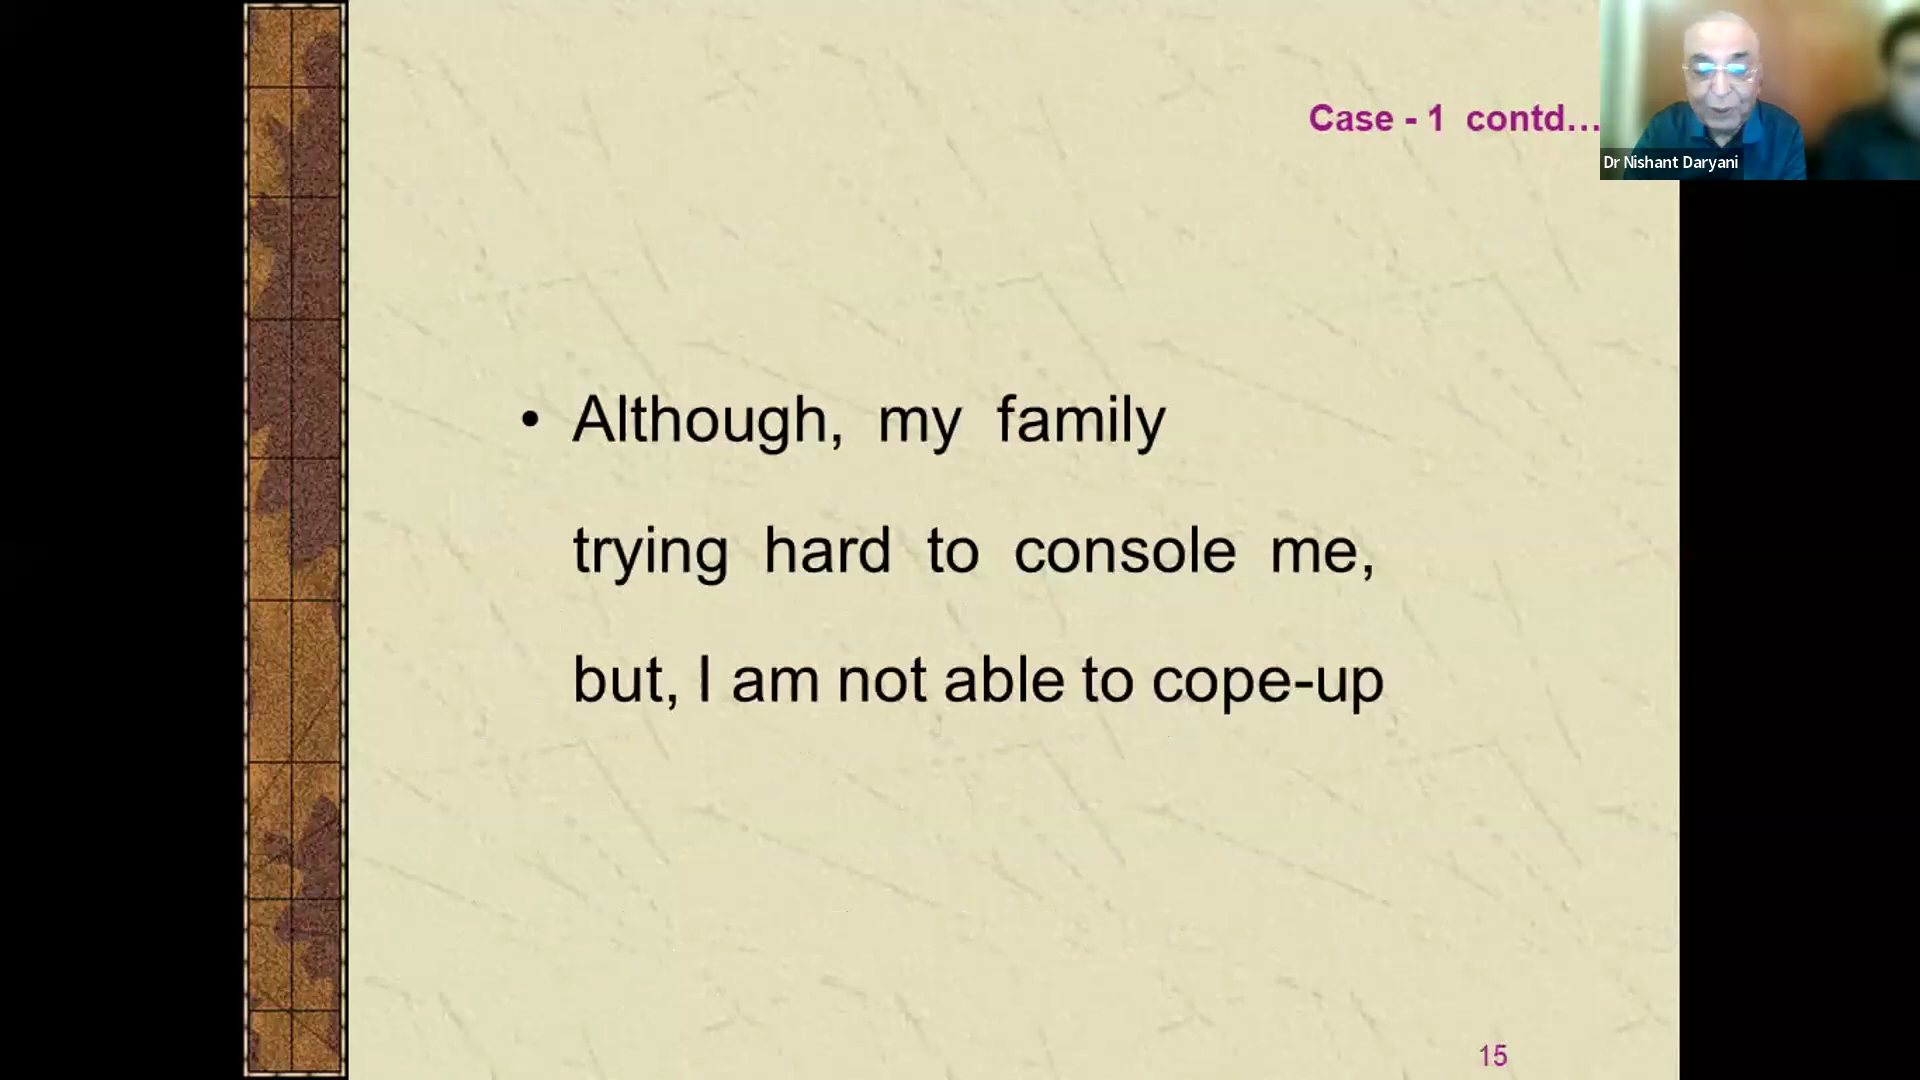 Case - 1 contd...
Dr Nishant Daryani
• Although, my family
trying hard to console me,
but, I am not able to cope-up
15